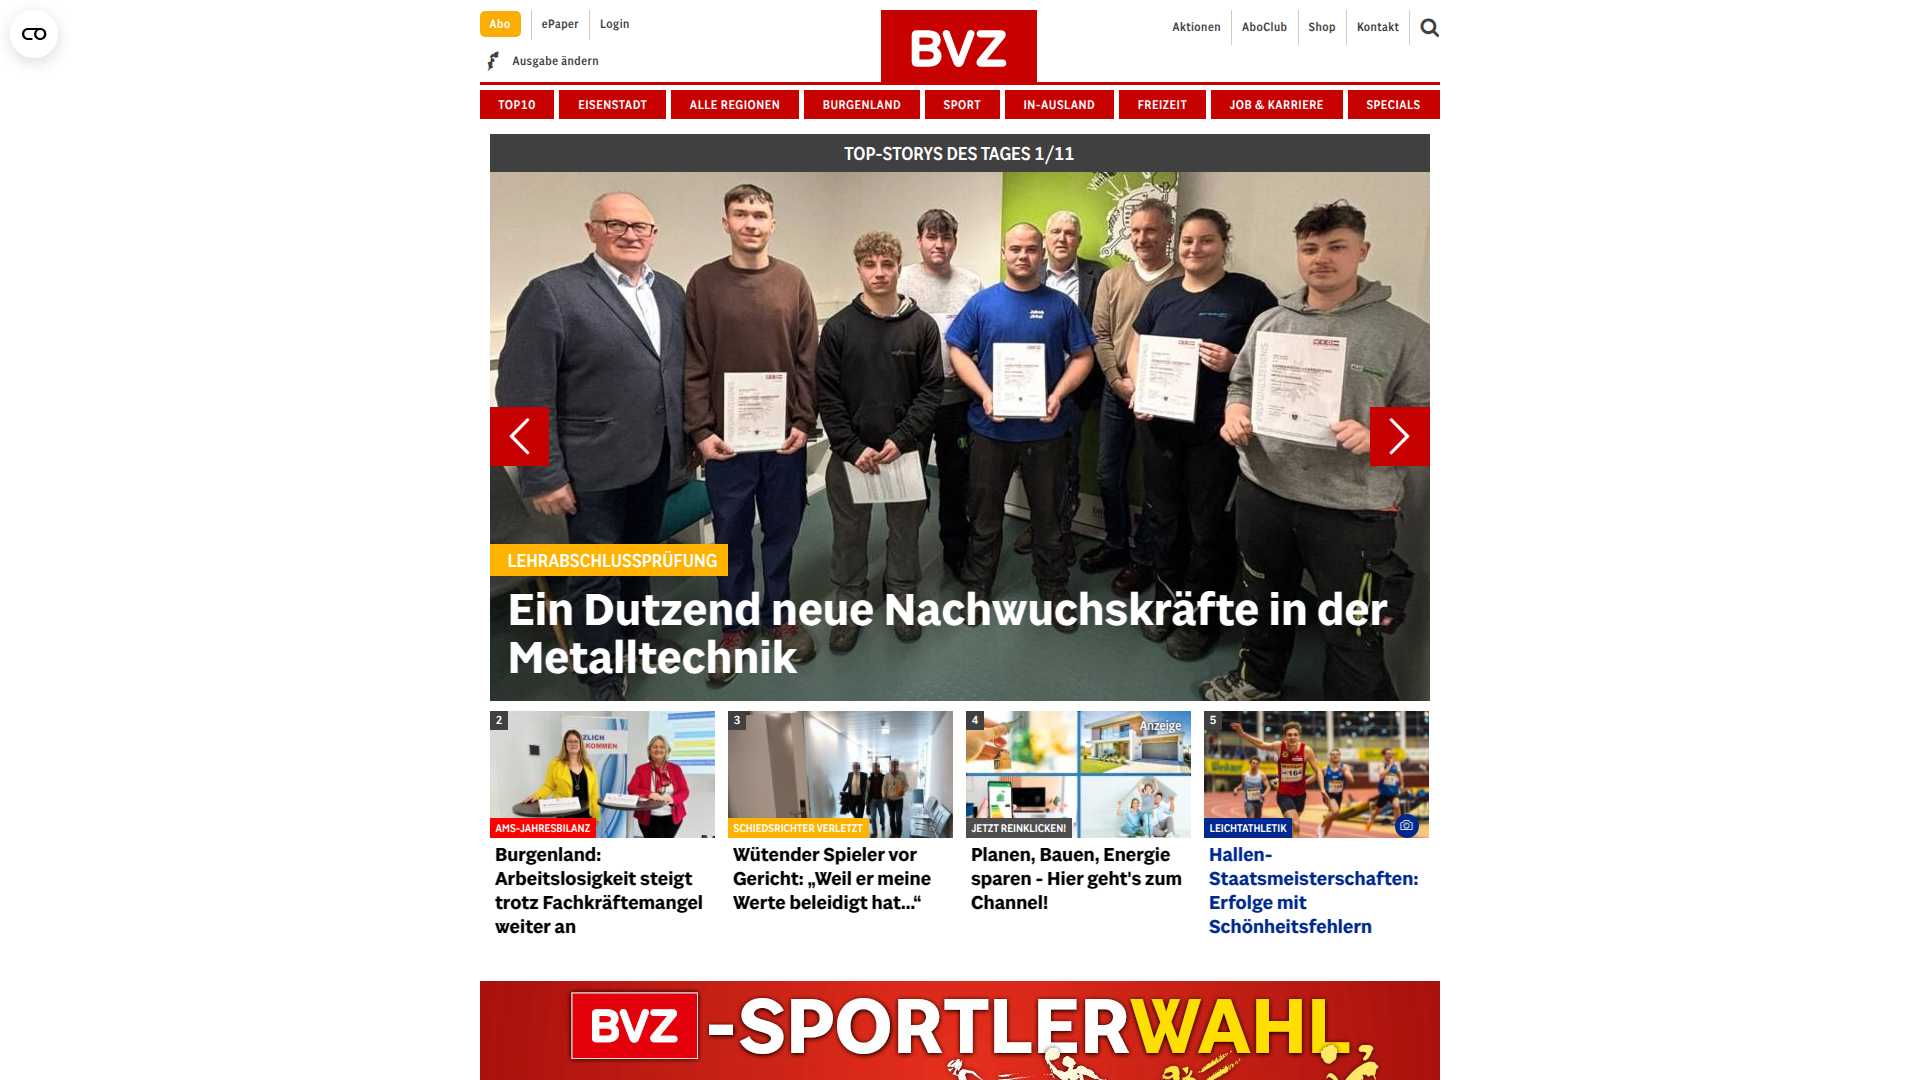 Abo
ePaper
Login
Ausgabe ändern
BVZ
Aktionen
AboClub
Shop
Kontakt
TOP10
EISENSTADT
ALLE REGIONEN
BURGENLAND
SPORT
IN-AUSLAND
FREIZEIT
JOB & KARRIERE
SPECIALS
TOP-STORYS DES TAGES 1/11
LEHRABSCHLUSSPRÜFUNG
Ein Dutzend neue Nachwuchskräfte in der
Metalltechnik
2
AMS-JAHRESBILANZ
Burgenland:
Arbeitslosigkeit steigt
trotz Fachkräftemangel
weiter an
3
SCHIEDSRICHTER VERLETZT
Wütender Spieler vor
Gericht: „Weil er meine
Werte beleidigt hat...“
4
Anzeige
JETZT REINKLICKEN!
Planen, Bauen, Energie
sparen - Hier geht's zum
Channel!
5
LEICHTATHLETIK
Hallen-
Staatsmeisterschaften:
Erfolge mit
Schönheitsfehlern
BVZ -SPORTLERWAHL